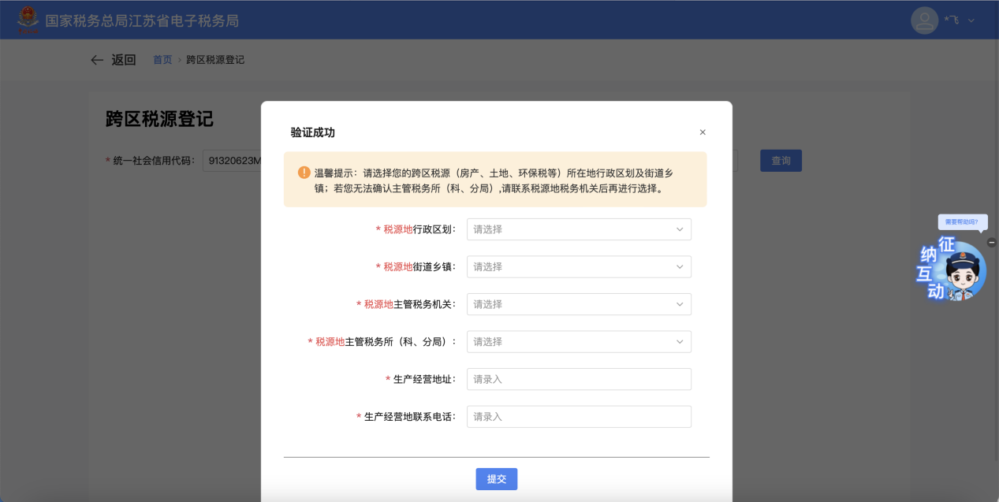 国家税务总局江苏省电子税务局
*飞
返回 首页 › 跨区税源登记
跨区税源登记
* 统一社会信用代码： 91320623M
查询
验证成功
温馨提示：请选择您的跨区税源（房产、土地、环保税等）所在地行政区划及街道乡
镇；若您无法确认主管税务所（科、分局）,请联系税源地税务机关后再进行选择。
* 税源地行政区划： 请选择
* 税源地街道乡镇： 请选择
* 税源地主管税务机关： 请选择
* 税源地主管税务所（科、分局）： 请选择
* 生产经营地址： 请录入
* 生产经营地联系电话： 请录入
提交
需要帮助吗?
征
纳
互
动